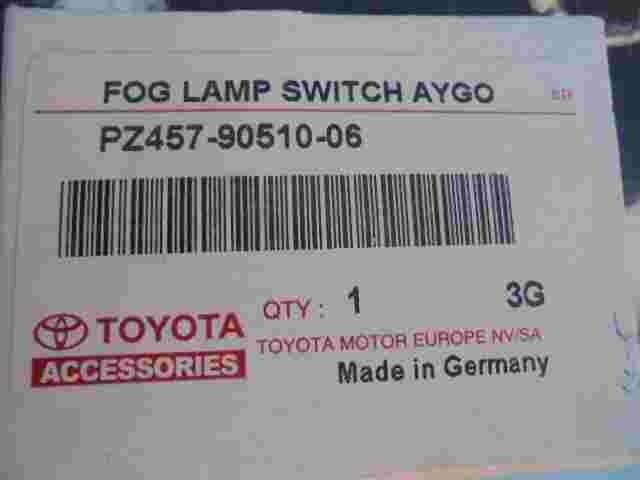 FOG LAMP SWITCH AYGO
PZ457-90510-06
QTY : 1 3G
TOYOTA
TOYOTA MOTOR EUROPE NV/SA
ACCESSORIES
Made in Germany